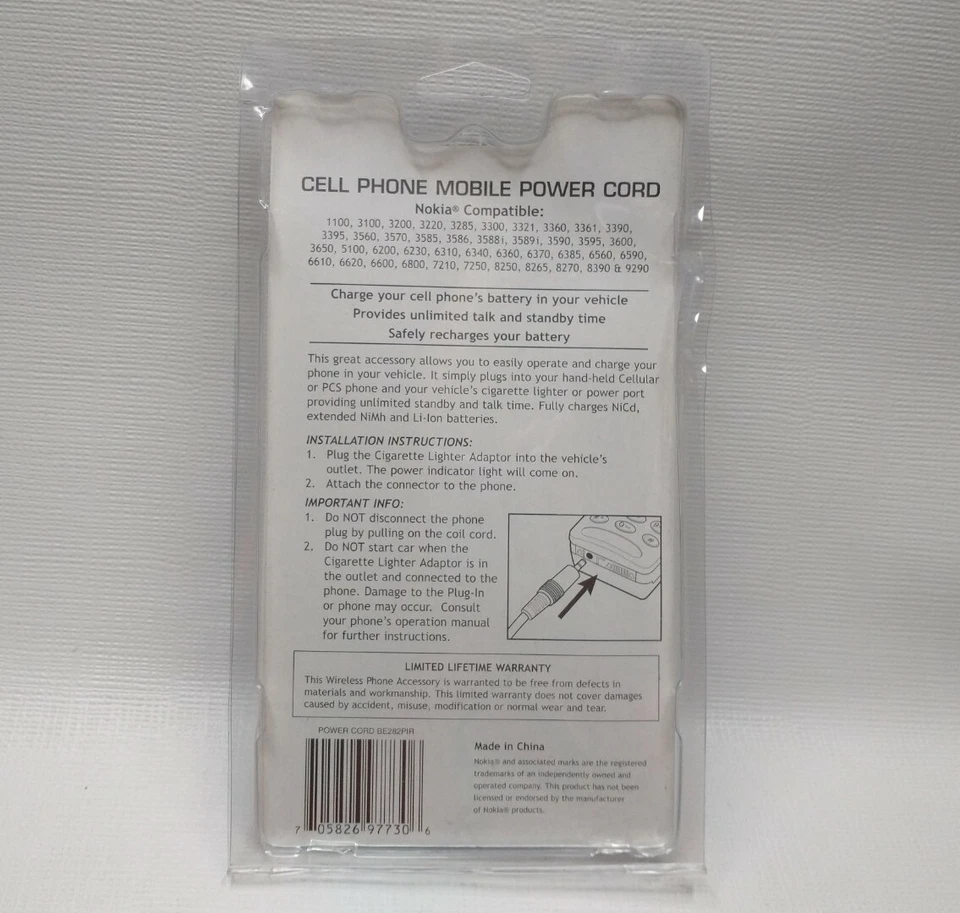 CELL PHONE MOBILE POWER CORD
Nokia® Compatible:
1100, 3100, 3200, 3220, 3285, 3300, 3321, 3360, 3361, 3390,
3395, 3560, 3570, 3585, 3586, 3588i, 3589i, 3590, 3595, 3600,
3650, 5100, 6200, 6230, 6310, 6340, 6360, 6370, 6385, 6560, 6590,
6610, 6620, 6600, 6800, 7210, 7250, 8250, 8265, 8270, 8390 & 9290
Charge your cell phone's battery in your vehicle
Provides unlimited talk and standby time
Safely recharges your battery
This great accessory allows you to easily operate and charge your
phone in your vehicle. It simply plugs into your hand-held Cellular
or PCS phone and your vehicle's cigarette lighter or power port
providing unlimited standby and talk time. Fully charges NiCd,
extended NiMh and Li-Ion batteries.
INSTALLATION INSTRUCTIONS:
1. Plug the Cigarette Lighter Adaptor into the vehicle's
outlet. The power indicator light will come on.
2. Attach the connector to the phone.
IMPORTANT INFO:
1. Do NOT disconnect the phone
plug by pulling on the coil cord.
2. Do NOT start car when the
Cigarette Lighter Adaptor is in
the outlet and connected to the
phone. Damage to the Plug-In
or phone may occur. Consult
your phone's operation manual
for further instructions.
LIMITED LIFETIME WARRANTY
This Wireless Phone Accessory is warranted to be free from defects in
materials and workmanship. This limited warranty does not cover damages
caused by accident, misuse, modification or normal wear and tear.
POWER CORD BE282PIR
7 05826 97730 6
Made in China
Nokia® and associated marks are the registered
trademarks of an independently owned and
operated company. This product has not been
licensed or endorsed by the manufacturer
of Nokia® products.